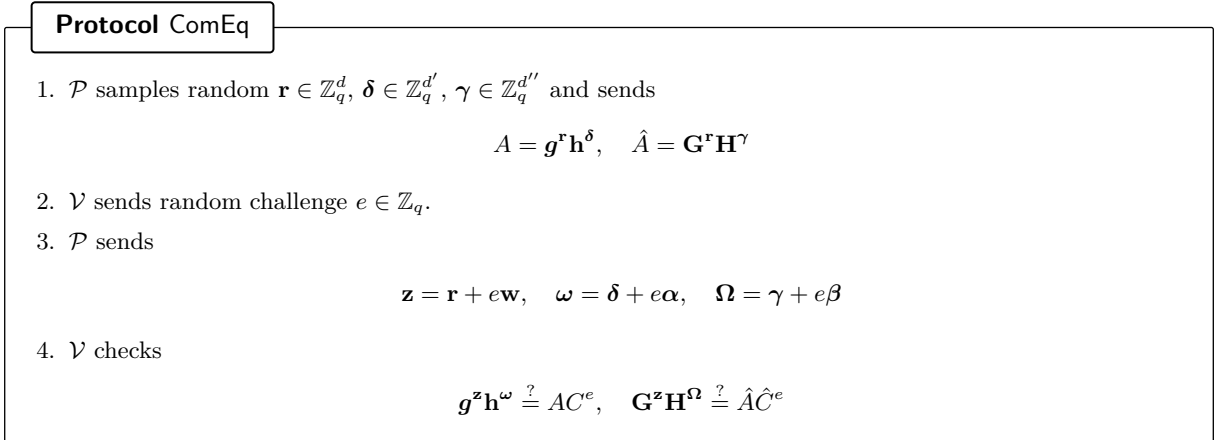 Protocol ComEq
1. 𝒫 samples random 𝐫 ∈ ℤ_q^d, 𝜹 ∈ ℤ_q^{d′}, 𝜸 ∈ ℤ_q^{d″} and sends
A = 𝒈^𝐫 𝐡^𝜹, Â = 𝐆^𝐫 𝐇^𝜸
2. 𝒱 sends random challenge e ∈ ℤ_q.
3. 𝒫 sends
𝐳 = 𝐫 + e𝐰, 𝝎 = 𝜹 + e𝜶, 𝛀 = 𝜸 + e𝜷
4. 𝒱 checks
𝒈^𝐳 𝐡^𝝎 ≟ AC^e, 𝐆^𝐳 𝐇^𝛀 ≟ ÂĈ^e